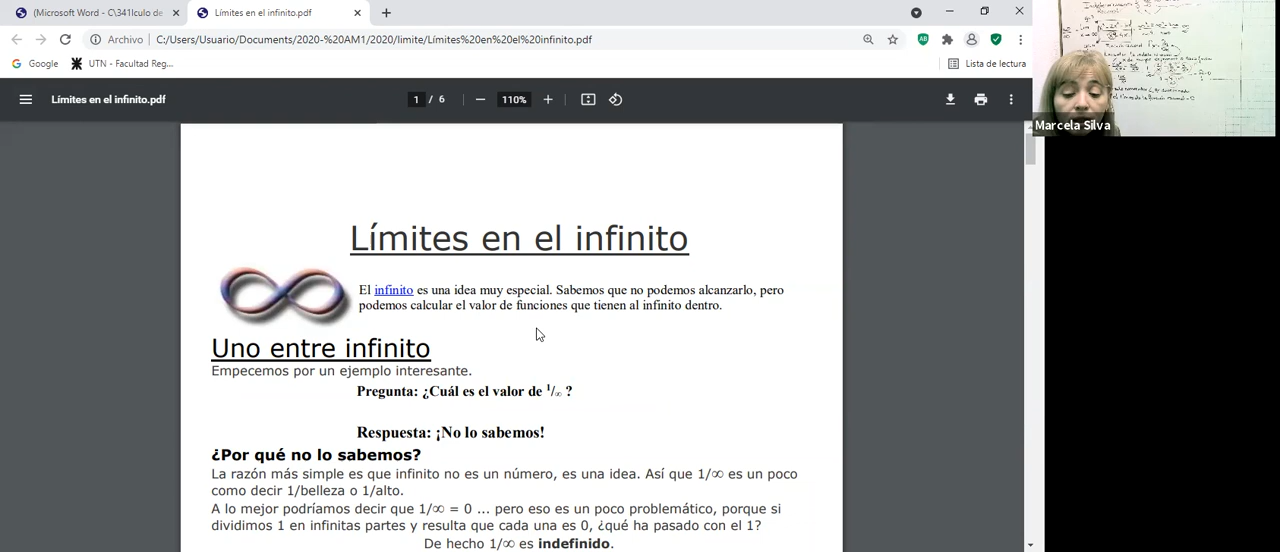 (Microsoft Word - C\341lculo de
Límites en el infinito.pdf
Archivo
C:/Users/Usuario/Documents/2020-%20AM1/2020/limite/Límites%20en%20el%20infinito.pdf
Google
UTN - Facultad Reg...
Lista de lectura
Límites en el infinito.pdf
1 / 6
110%
Marcela Silva
Límites en el infinito
El infinito es una idea muy especial. Sabemos que no podemos alcanzarlo, pero
podemos calcular el valor de funciones que tienen al infinito dentro.
Uno entre infinito
Empecemos por un ejemplo interesante.
Pregunta: ¿Cuál es el valor de 1/∞ ?
Respuesta: ¡No lo sabemos!
¿Por qué no lo sabemos?
La razón más simple es que infinito no es un número, es una idea. Así que 1/∞ es un poco
como decir 1/belleza o 1/alto.
A lo mejor podríamos decir que 1/∞ = 0 ... pero eso es un poco problemático, porque si
dividimos 1 en infinitas partes y resulta que cada una es 0, ¿qué ha pasado con el 1?
De hecho 1/∞ es indefinido.